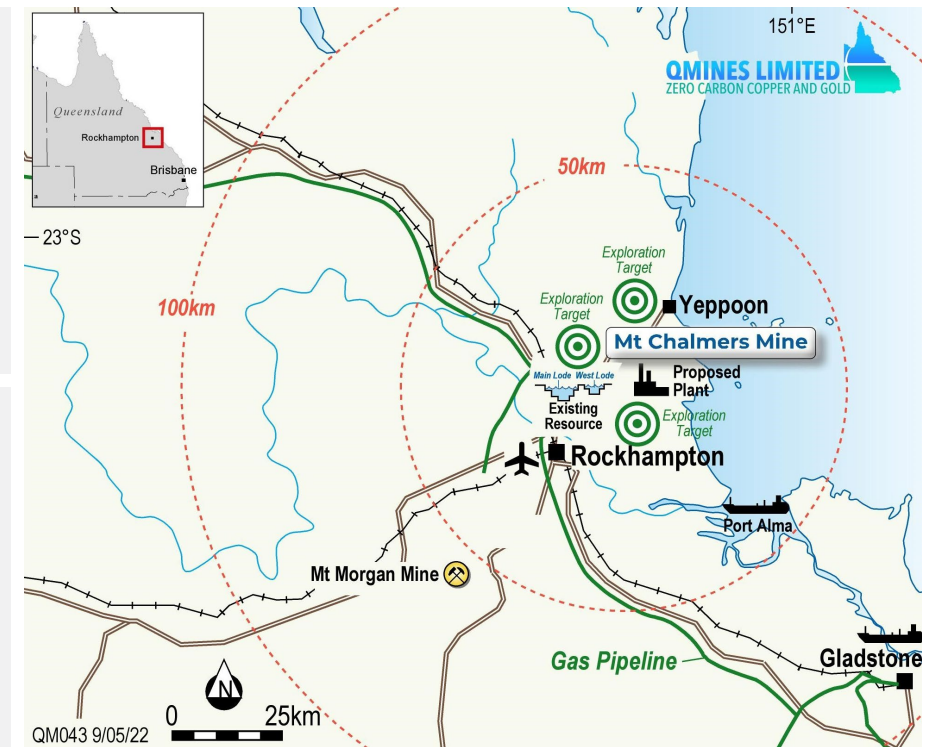 151°E
QMINES LIMITED
ZERO CARBON COPPER AND GOLD
Queensland
Rockhampton
Brisbane
50km
23°S
Exploration
Target
100km
Exploration
Target
Yeppoon
Mt Chalmers Mine
Main Lode West Lode
Proposed
Plant
Existing
Resource
Exploration
Target
Rockhampton
Port Alma
Mt Morgan Mine
Gas Pipeline
Gladstone
N
0 25km
QM043 9/05/22